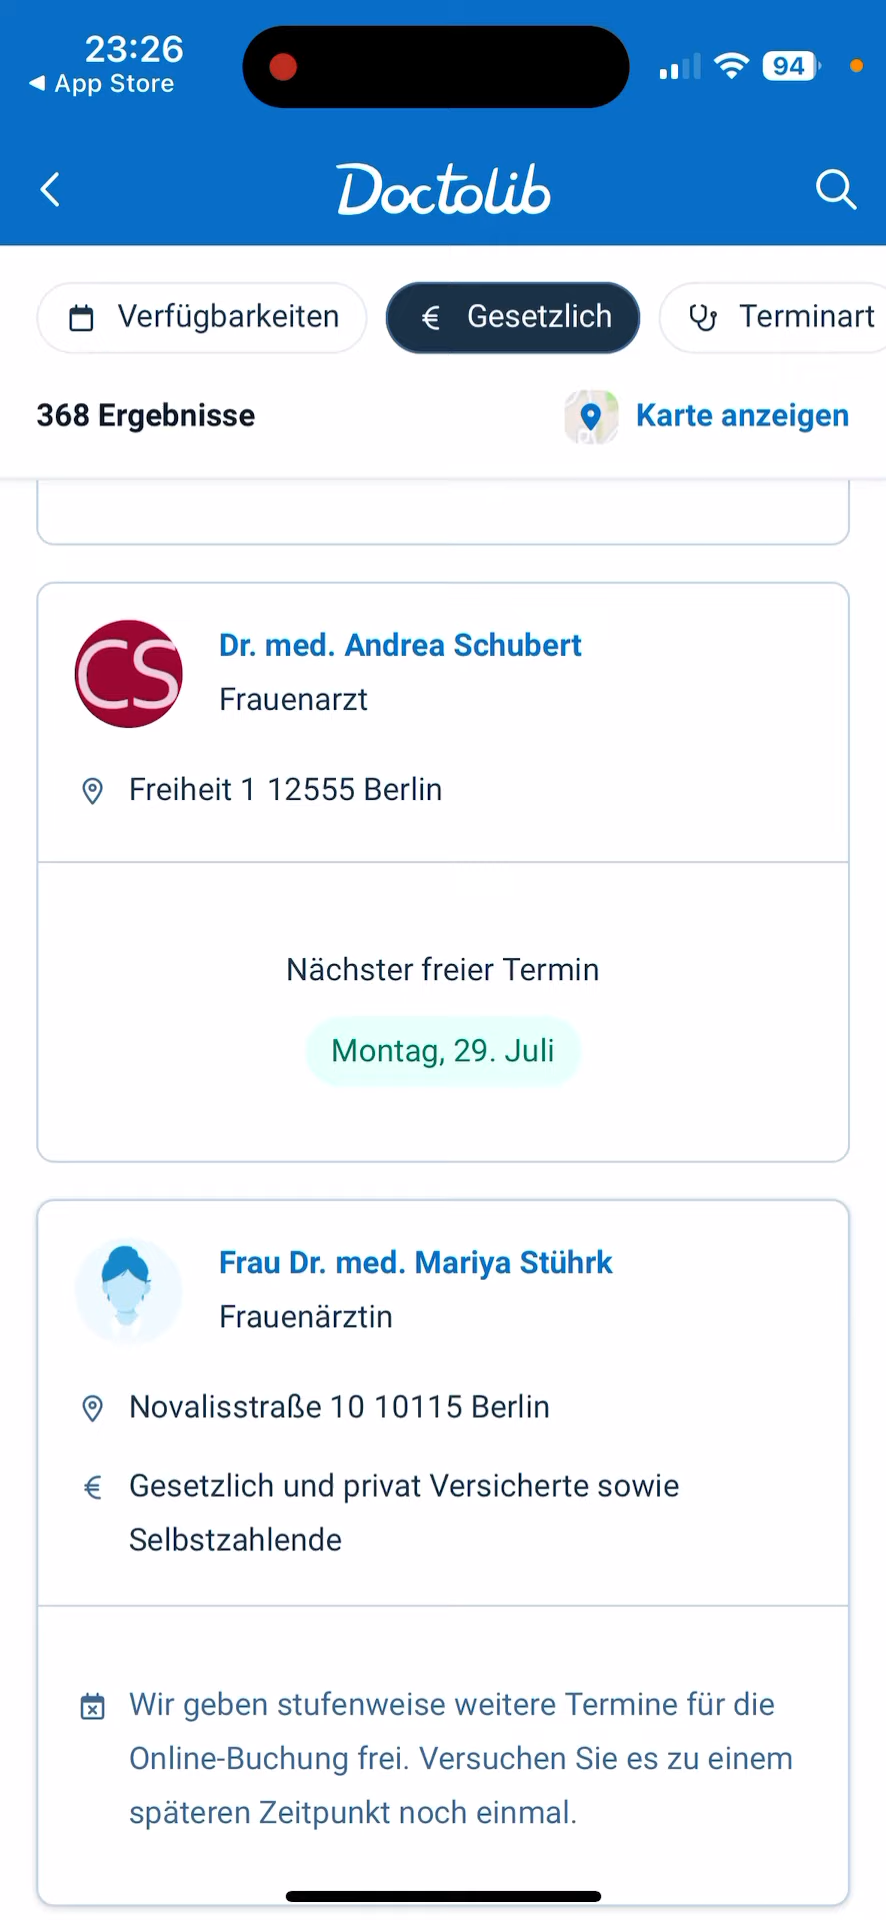 23:26
App Store
94
Doctolib
Verfügbarkeiten
€ Gesetzlich
Terminart
368 Ergebnisse
Karte anzeigen
CS
Dr. med. Andrea Schubert
Frauenarzt
Freiheit 1 12555 Berlin
Nächster freier Termin
Montag, 29. Juli
Frau Dr. med. Mariya Stührk
Frauenärztin
Novalisstraße 10 10115 Berlin
€ Gesetzlich und privat Versicherte sowie
Selbstzahlende
Wir geben stufenweise weitere Termine für die
Online-Buchung frei. Versuchen Sie es zu einem
späteren Zeitpunkt noch einmal.